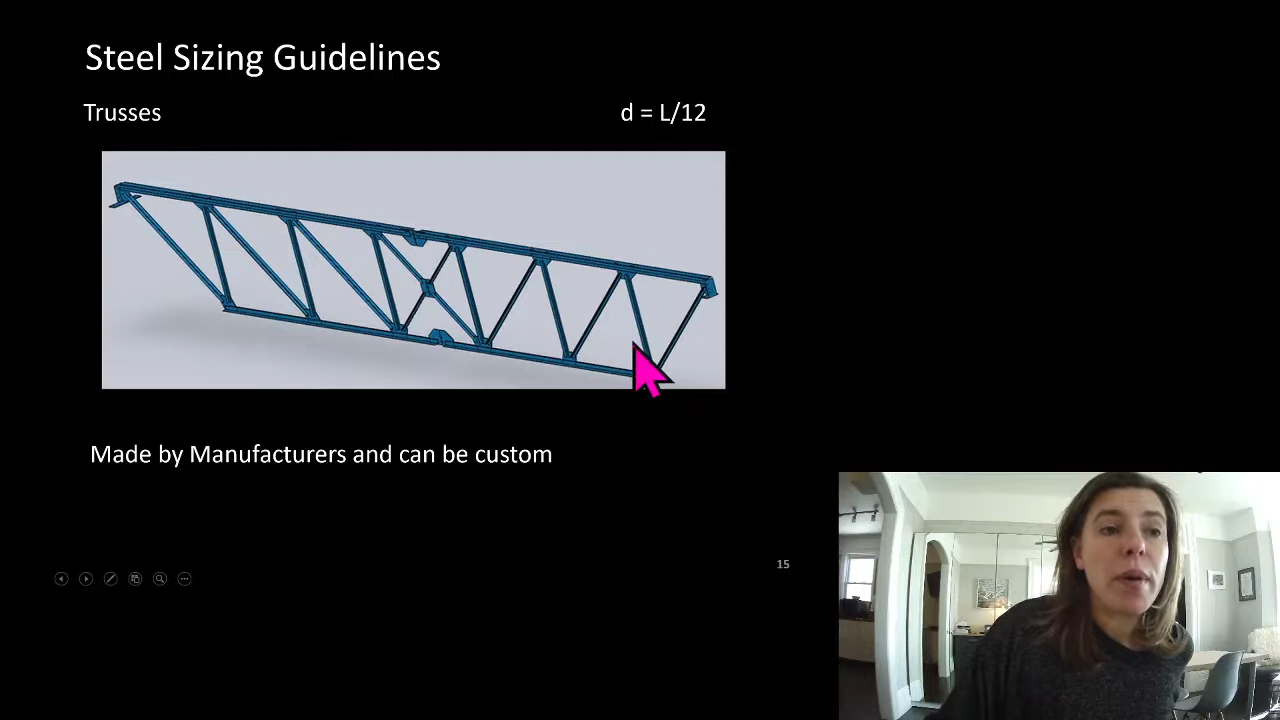 Steel Sizing Guidelines
Trusses d = L/12
Made by Manufacturers and can be custom
15